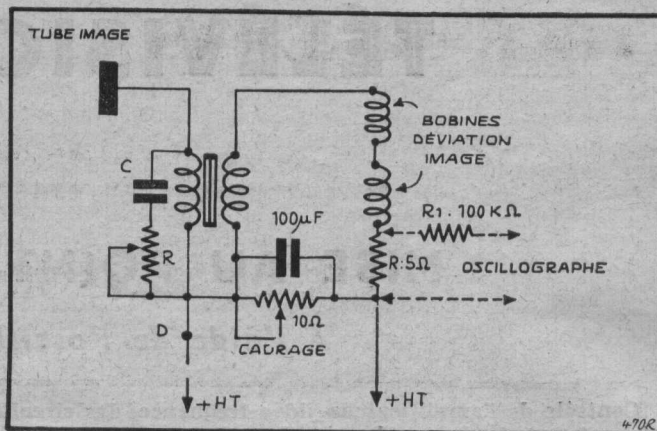 TUBE IMAGE
C
R
D
+HT
100µF
10Ω
CADRAGE
BOBINES
DÉVIATION
IMAGE
R1. 100 KΩ
R:5Ω
OSCILLOGRAPHE
+HT
470R